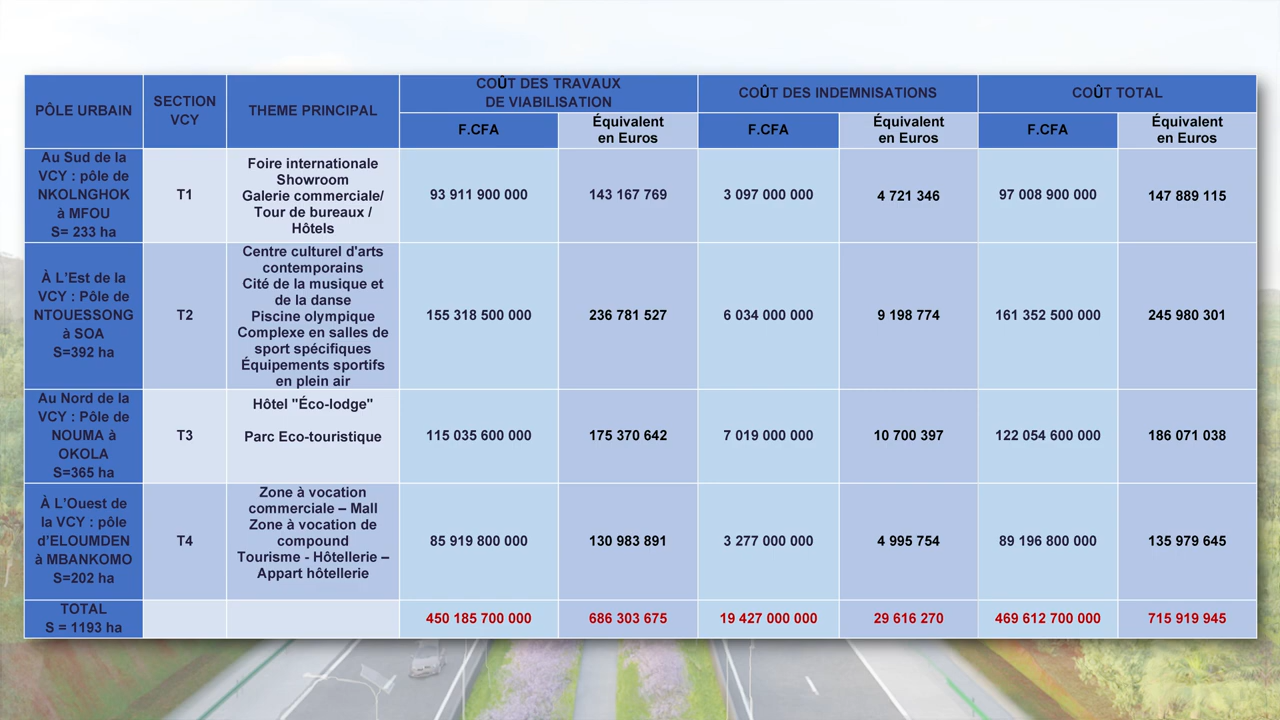 PÔLE URBAIN
SECTION
VCY
THEME PRINCIPAL
COÛT DES TRAVAUX
DE VIABILISATION
COÛT DES INDEMNISATIONS
COÛT TOTAL
F.CFA
Équivalent
en Euros
F.CFA
Équivalent
en Euros
F.CFA
Équivalent
en Euros
Au Sud de la
VCY : pôle de
NKOLNGHOK
à MFOU
S= 233 ha
T1
Foire internationale
Showroom
Galerie commerciale/
Tour de bureaux /
Hôtels
93 911 900 000
143 167 769
3 097 000 000
4 721 346
97 008 900 000
147 889 115
À L'Est de la
VCY : Pôle de
NTOUESSONG
à SOA
S=392 ha
T2
Centre culturel d'arts
contemporains
Cité de la musique et
de la danse
Piscine olympique
Complexe en salles de
sport spécifiques
Équipements sportifs
en plein air
155 318 500 000
236 781 527
6 034 000 000
9 198 774
161 352 500 000
245 980 301
Au Nord de la
VCY : Pôle de
NOUMA à
OKOLA
S=365 ha
T3
Hôtel "Éco-lodge"
Parc Eco-touristique
115 035 600 000
175 370 642
7 019 000 000
10 700 397
122 054 600 000
186 071 038
À L'Ouest de
la VCY : pôle
d'ELOUMDEN
à MBANKOMO
S=202 ha
T4
Zone à vocation
commerciale – Mall
Zone à vocation de
compound
Tourisme - Hôtellerie –
Appart hôtellerie
85 919 800 000
130 983 891
3 277 000 000
4 995 754
89 196 800 000
135 979 645
TOTAL
S = 1193 ha
450 185 700 000
686 303 675
19 427 000 000
29 616 270
469 612 700 000
715 919 945